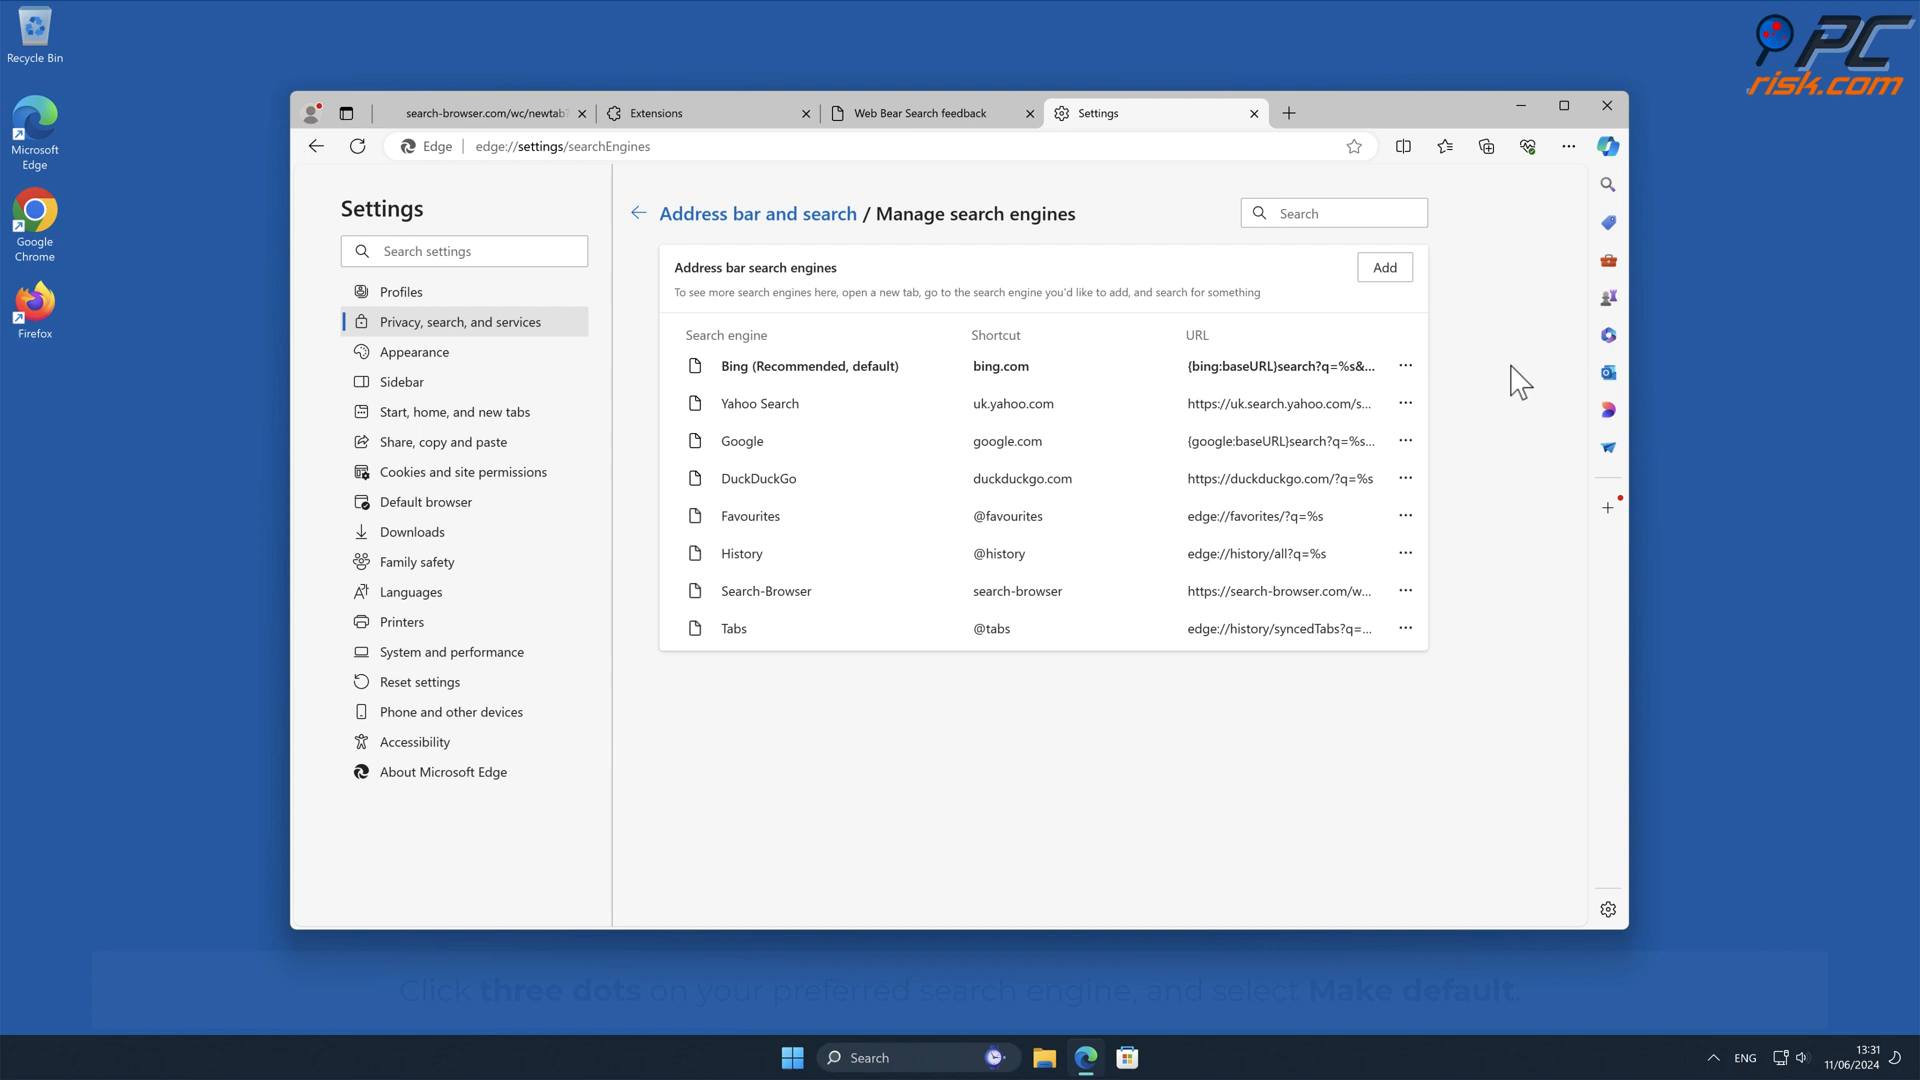 Recycle Bin
Microsoft
Edge
Google
Chrome
Firefox
PC
risk.com
search-browser.com/wc/newtab?
Extensions
Web Bear Search feedback
Settings
Edge
edge://settings/searchEngines
Settings
Search settings
Profiles
Privacy, search, and services
Appearance
Sidebar
Start, home, and new tabs
Share, copy and paste
Cookies and site permissions
Default browser
Downloads
Family safety
Languages
Printers
System and performance
Reset settings
Phone and other devices
Accessibility
About Microsoft Edge
Address bar and search / Manage search engines
Search
Address bar search engines
Add
To see more search engines here, open a new tab, go to the search engine you'd like to add, and search for something
Search engine Shortcut URL
Bing (Recommended, default) bing.com {bing:baseURL}search?q=%s&...
Yahoo Search uk.yahoo.com https://uk.search.yahoo.com/s...
Google google.com {google:baseURL}search?q=%s...
DuckDuckGo duckduckgo.com https://duckduckgo.com/?q=%s
Favourites @favourites edge://favorites/?q=%s
History @history edge://history/all?q=%s
Search-Browser search-browser https://search-browser.com/w...
Tabs @tabs edge://history/syncedTabs?q=...
Click three dots on your preferred search engine, and select Make default.
Search
ENG
13:31
11/06/2024